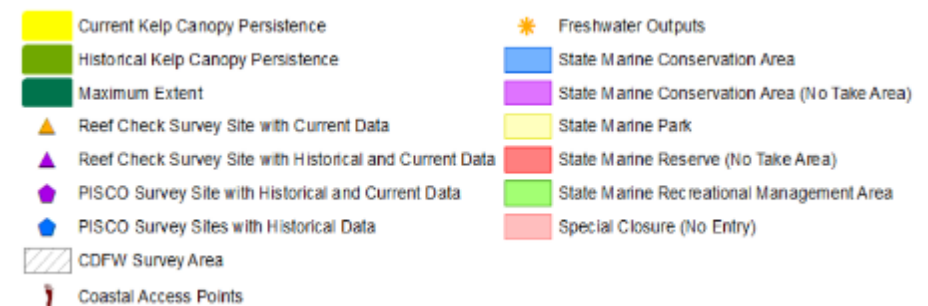 Current Kelp Canopy Persistence
Historical Kelp Canopy Persistence
Maximum Extent
Reef Check Survey Site with Current Data
Reef Check Survey Site with Historical and Current Data
PISCO Survey Site with Historical and Current Data
PISCO Survey Sites with Historical Data
CDFW Survey Area
Coastal Access Points
Freshwater Outputs
State Marine Conservation Area
State Marine Conservation Area (No Take Area)
State Marine Park
State Marine Reserve (No Take Area)
State Marine Recreational Management Area
Special Closure (No Entry)